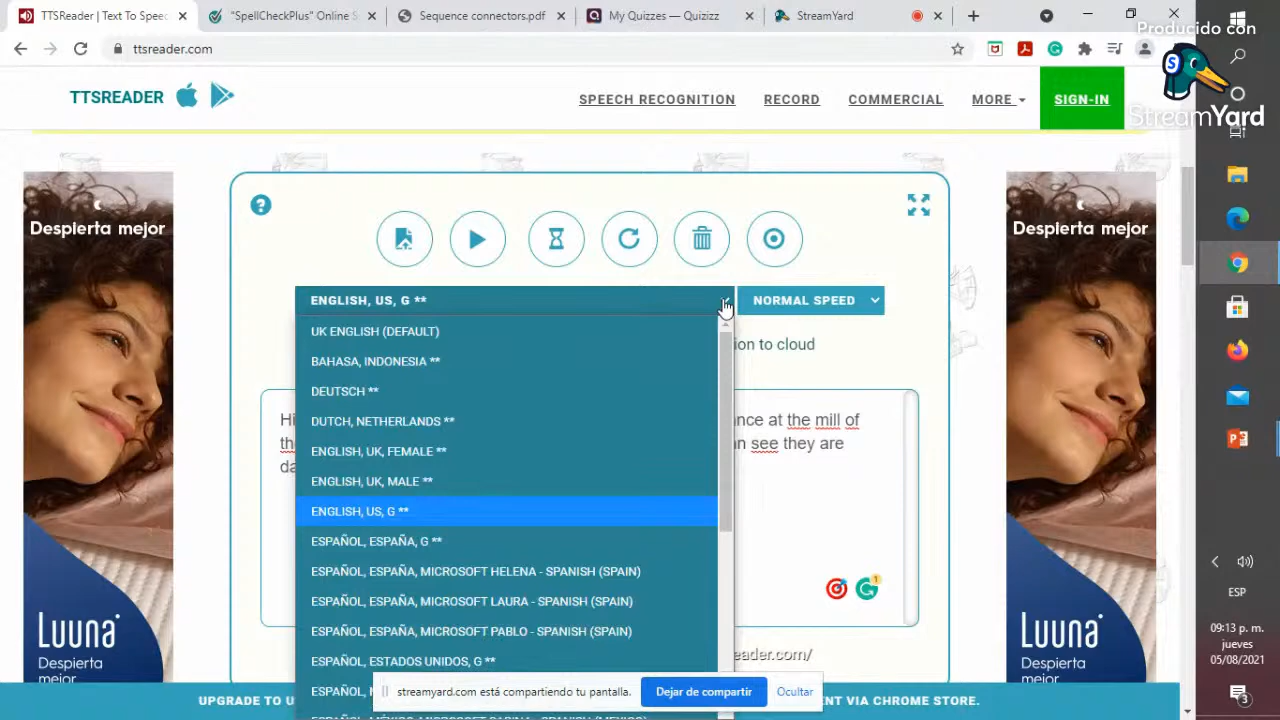 TTSReader | Text To Speec
"SpellCheckPlus" Online S
Sequence connectors.pdf
My Quizzes — Quizizz
StreamYard
ttsreader.com
Producido con
StreamYard
TTSREADER
SPEECH RECOGNITION
RECORD
COMMERCIAL
MORE
SIGN-IN
Despierta mejor
Despierta mejor
ENGLISH, US, G **
NORMAL SPEED
UK ENGLISH (DEFAULT)
ion to cloud
BAHASA, INDONESIA **
DEUTSCH **
DUTCH, NETHERLANDS **
Hi
nce at the mill of
ENGLISH, UK, FEMALE **
the
n see they are
da
ENGLISH, UK, MALE **
ENGLISH, US, G **
ESPAÑOL, ESPAÑA, G **
ESPAÑOL, ESPAÑA, MICROSOFT HELENA - SPANISH (SPAIN)
1
ESPAÑOL, ESPAÑA, MICROSOFT LAURA - SPANISH (SPAIN)
ESPAÑOL, ESPAÑA, MICROSOFT PABLO - SPANISH (SPAIN)
ESPAÑOL, ESTADOS UNIDOS, G **
eader.com/
Luuna
Despierta
mejor
Luuna
Despierta
mejor
streamyard.com está compartiendo tu pantalla.
Dejar de compartir
Ocultar
UPGRADE TO
ENT VIA CHROME STORE.
ESP
09:13 p. m.
jueves
05/08/2021
3